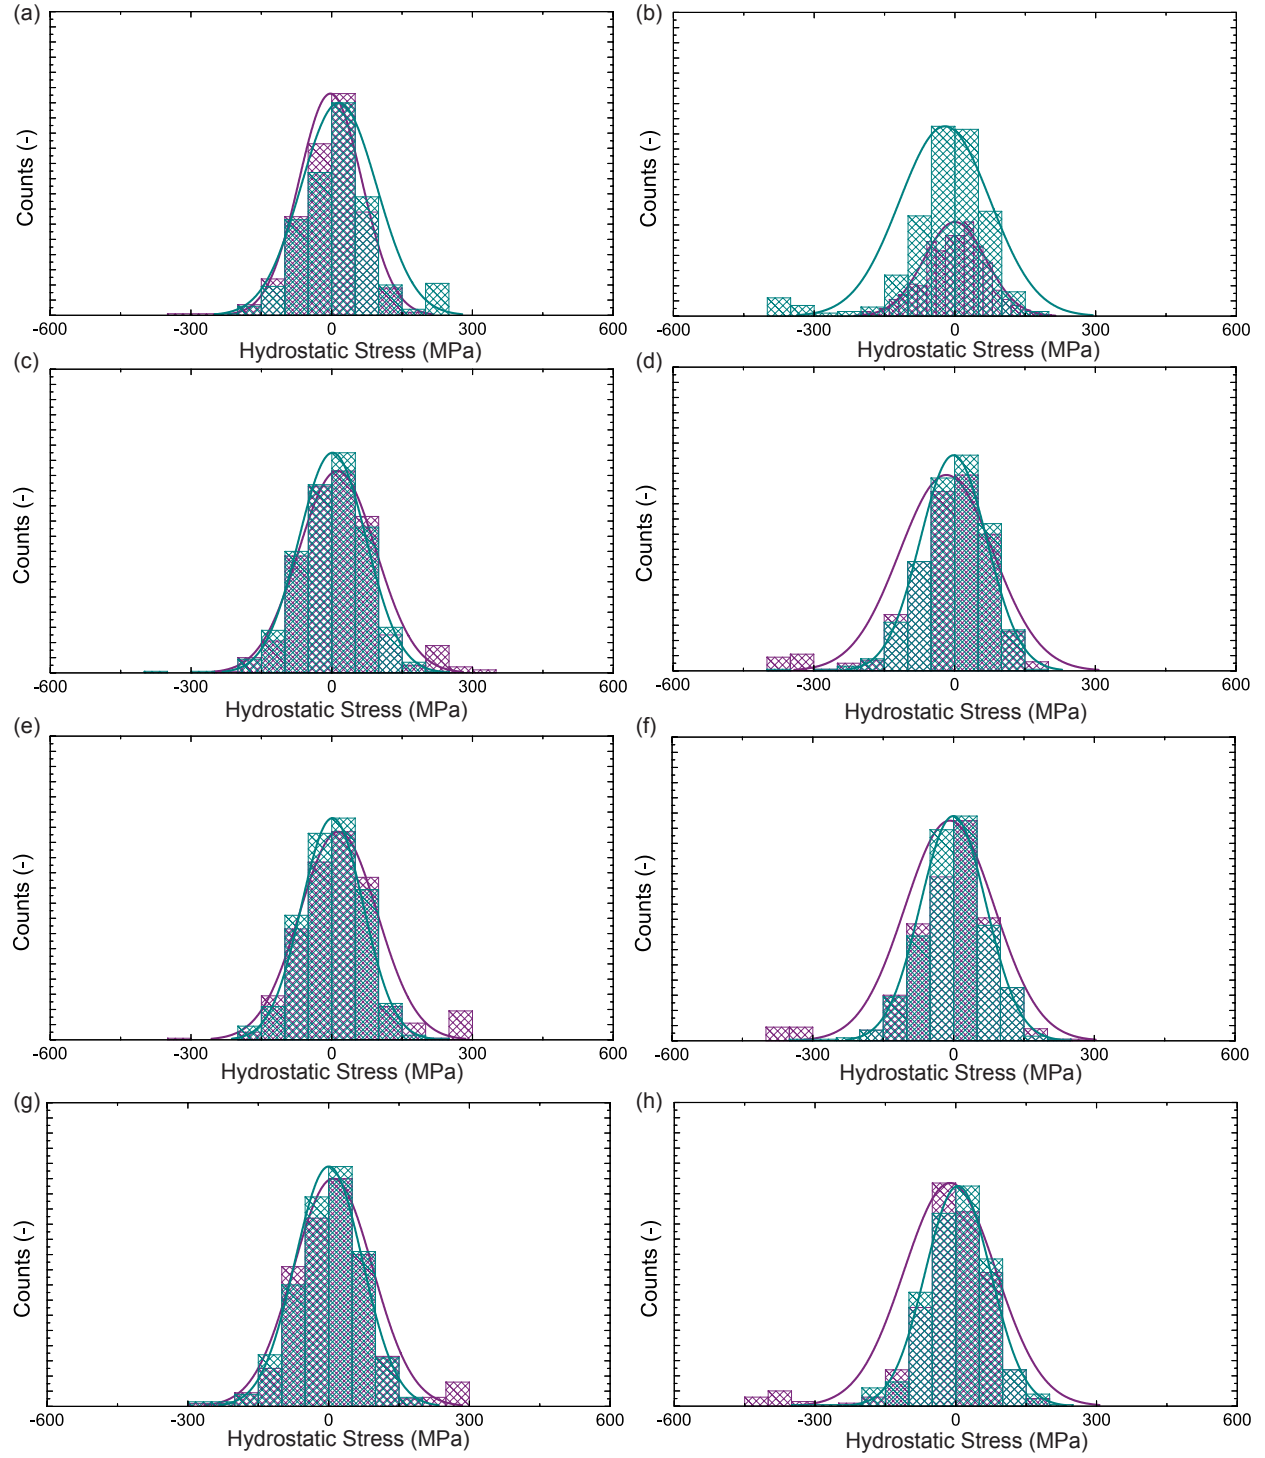 (a)
Counts (-)
-600 -300 0 300 600
Hydrostatic Stress (MPa)
(b)
Counts (-)
-600 -300 0 300 600
Hydrostatic Stress (MPa)
(c)
Counts (-)
-600 -300 0 300 600
Hydrostatic Stress (MPa)
(d)
Counts (-)
-600 -300 0 300 600
Hydrostatic Stress (MPa)
(e)
Counts (-)
-600 -300 0 300 600
Hydrostatic Stress (MPa)
(f)
Counts (-)
-600 -300 0 300 600
Hydrostatic Stress (MPa)
(g)
Counts (-)
-600 -300 0 300 600
Hydrostatic Stress (MPa)
(h)
Counts (-)
-600 -300 0 300 600
Hydrostatic Stress (MPa)